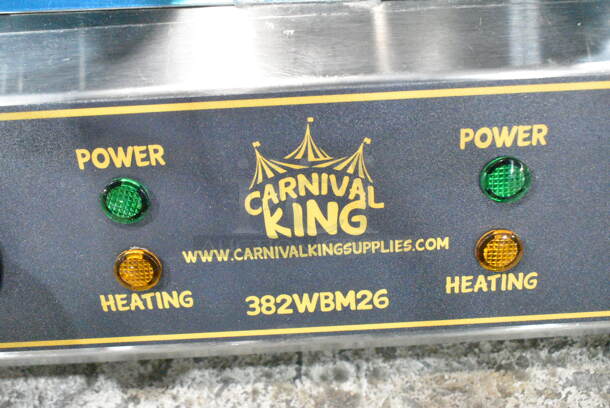 POWER
HEATING
CARNIVAL
KING
WWW.CARNIVALKINGSUPPLIES.COM
382WBM26
POWER
HEATING